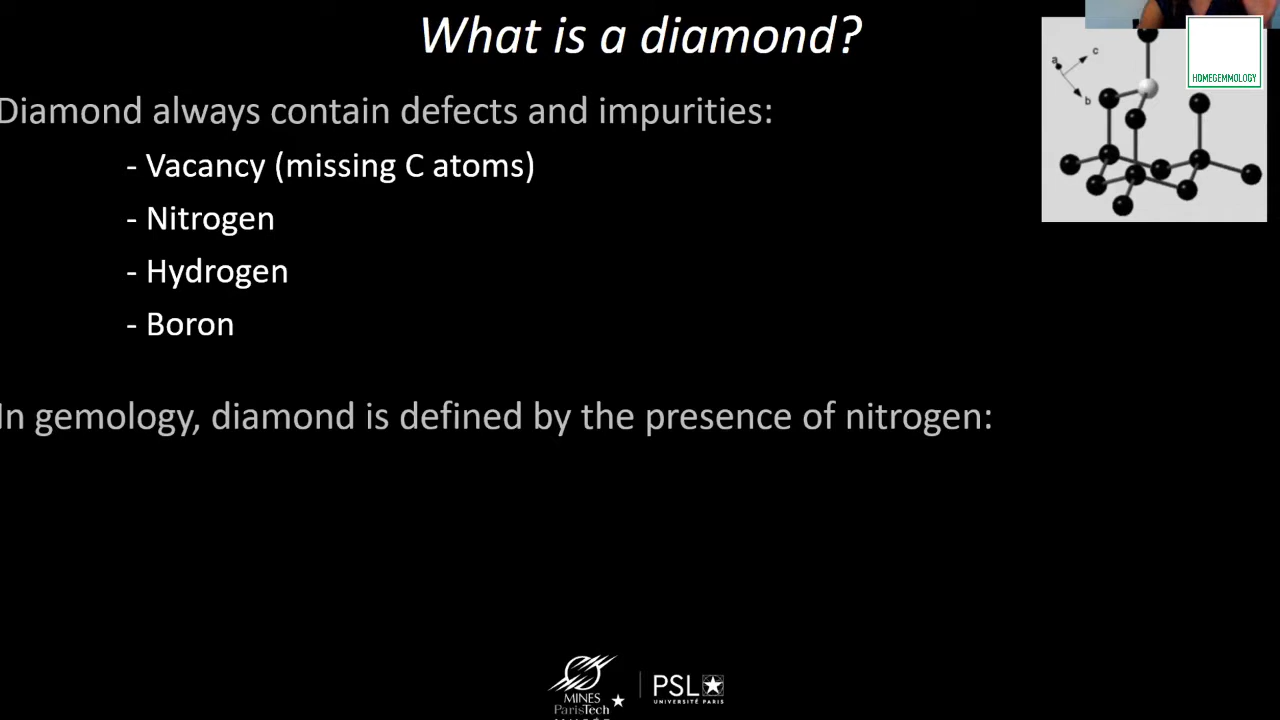 What is a diamond?
Diamond always contain defects and impurities:
- Vacancy (missing C atoms)
- Nitrogen
- Hydrogen
- Boron
In gemology, diamond is defined by the presence of nitrogen:
a
c
b
HOMEGEMMOLOGY
MINES
ParisTech
PSL
UNIVERSITÉ PARIS